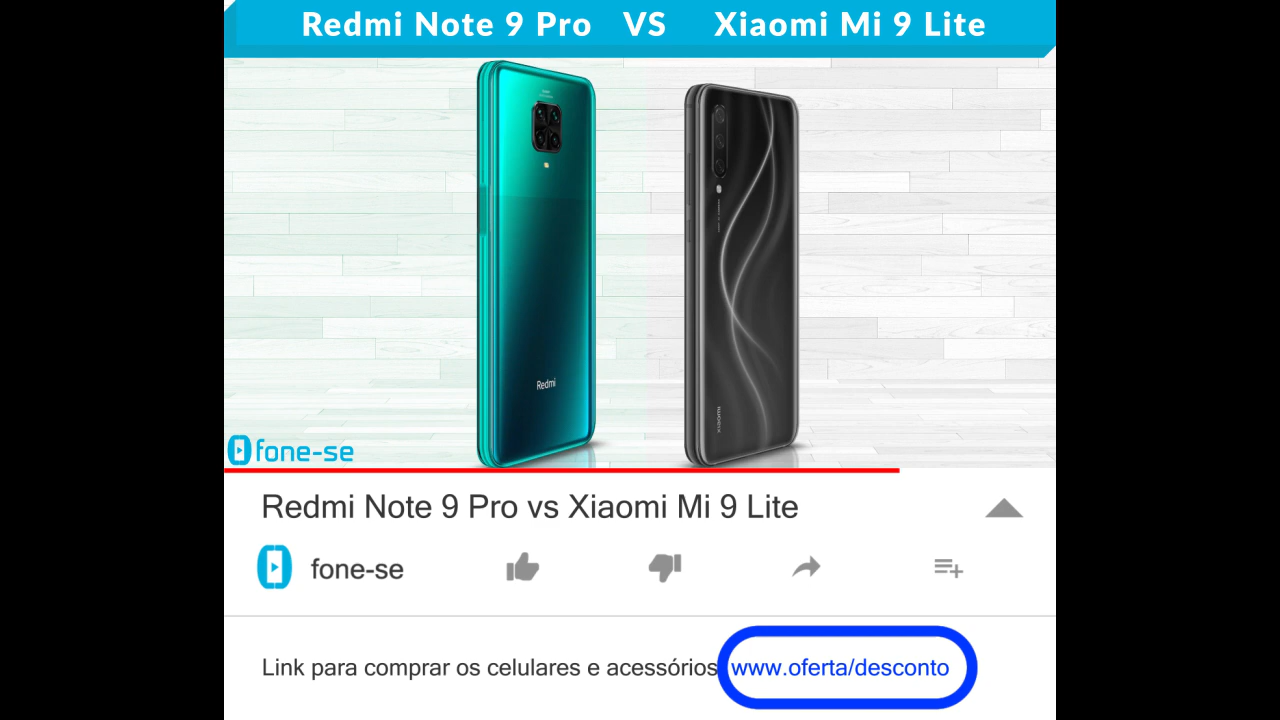 Redmi Note 9 Pro VS Xiaomi Mi 9 Lite
Redmi
XIAOMI
fone-se
Redmi Note 9 Pro vs Xiaomi Mi 9 Lite
fone-se
Link para comprar os celulares e acessórios www.oferta/desconto